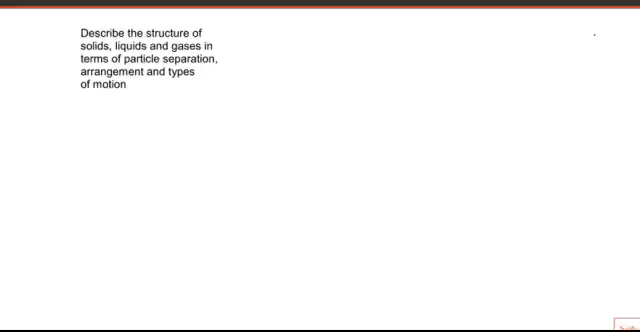 Describe the structure of
solids, liquids and gases in
terms of particle separation,
arrangement and types
of motion